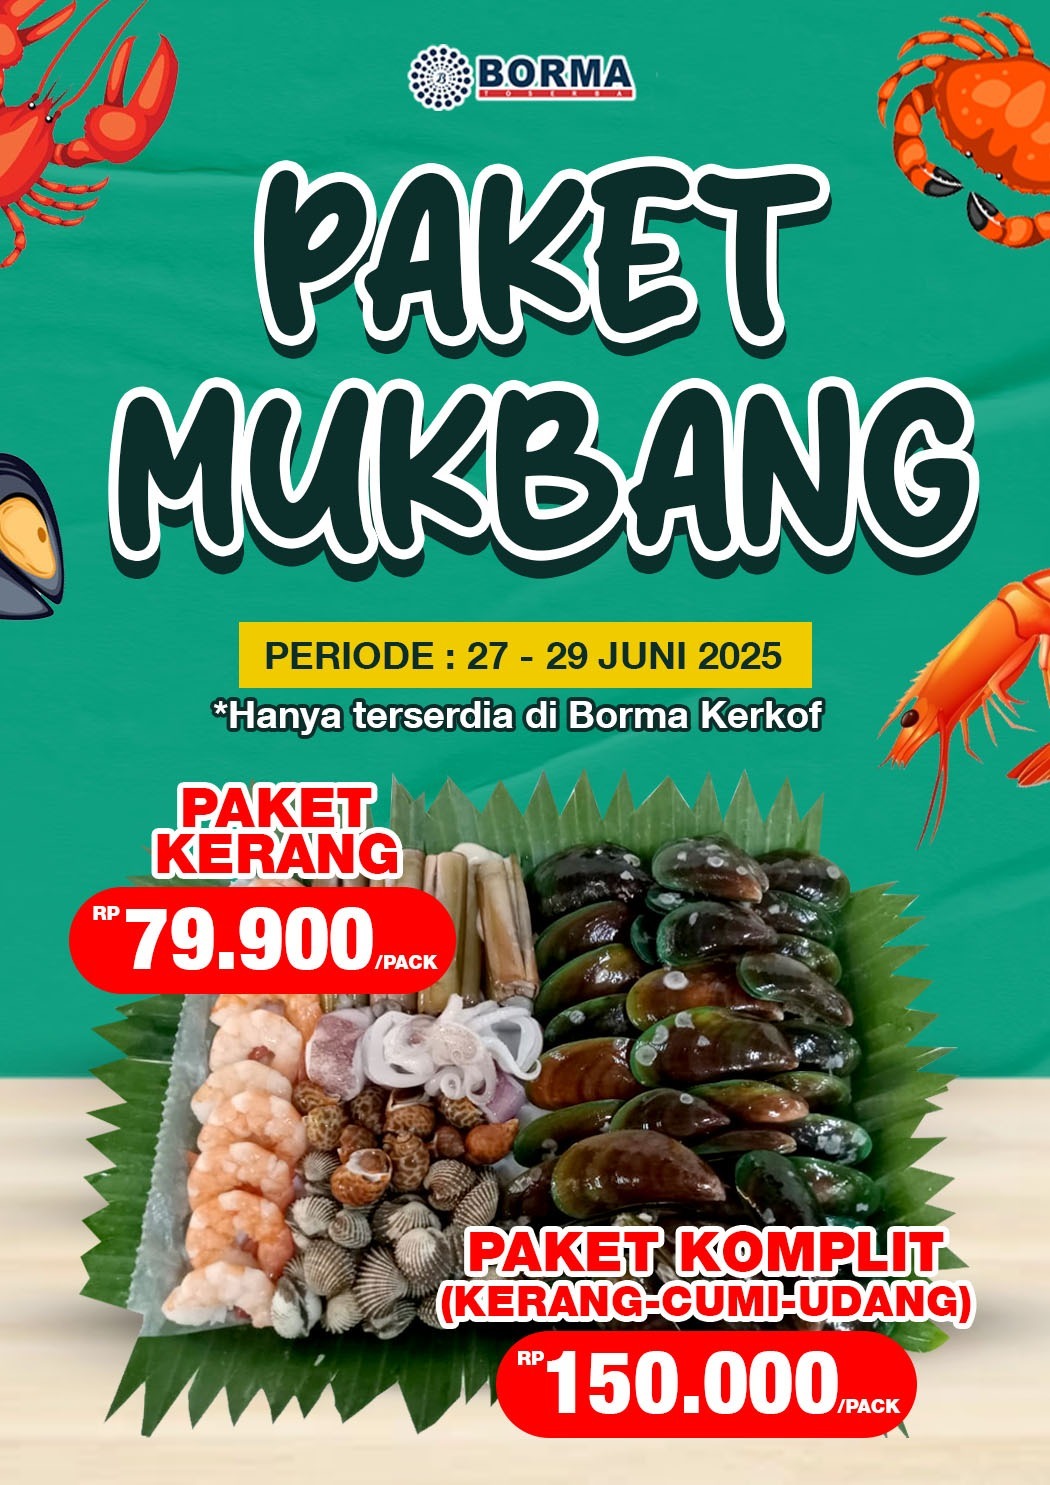 BORMA
TOSERBA
PAKET
MUKBANG
PERIODE : 27 - 29 JUNI 2025
*Hanya terserdia di Borma Kerkof
PAKET
KERANG
RP 79.900/PACK
PAKET KOMPLIT
(KERANG-CUMI-UDANG)
RP 150.000/PACK